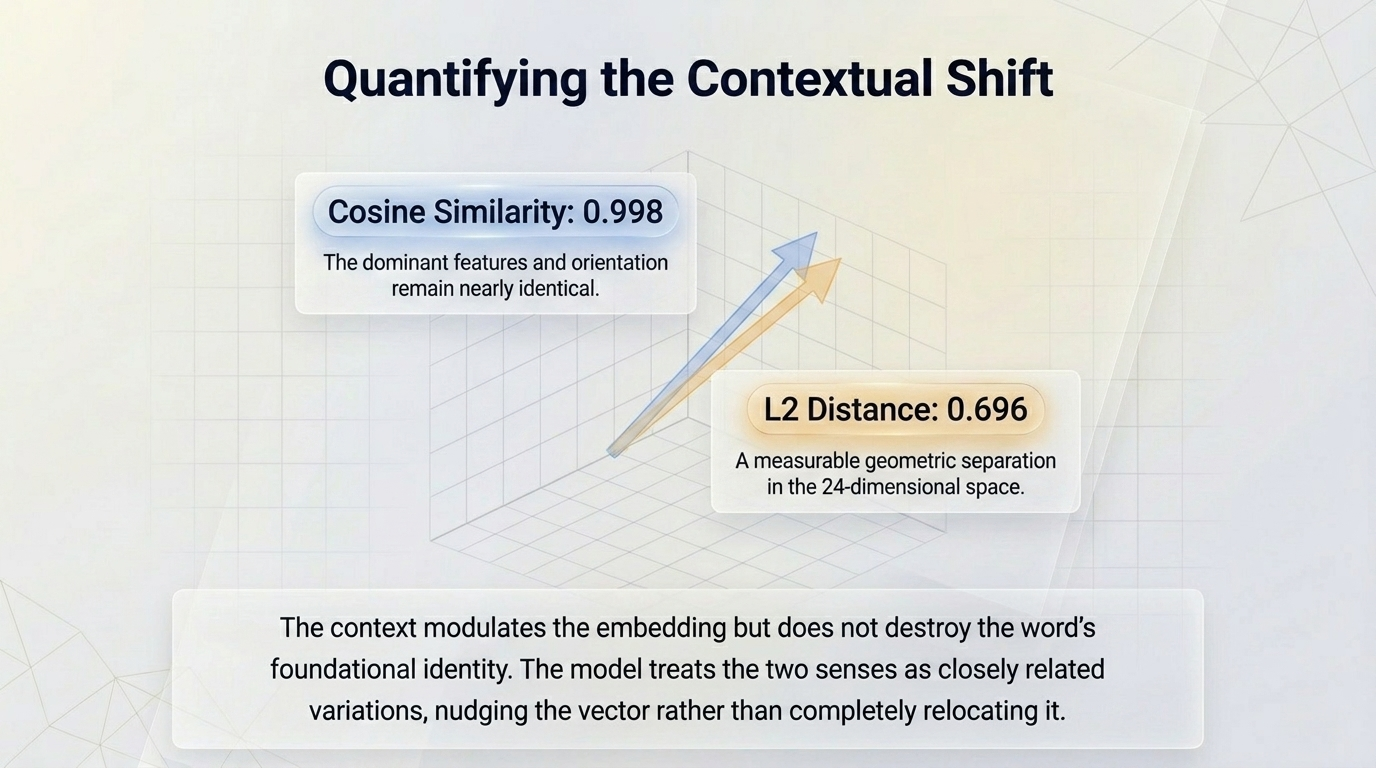 Quantifying the Contextual Shift
Cosine Similarity: 0.998
The dominant features and orientation
remain nearly identical.
L2 Distance: 0.696
A measurable geometric separation
in the 24-dimensional space.
The context modulates the embedding but does not destroy the word’s
foundational identity. The model treats the two senses as closely related
variations, nudging the vector rather than completely relocating it.